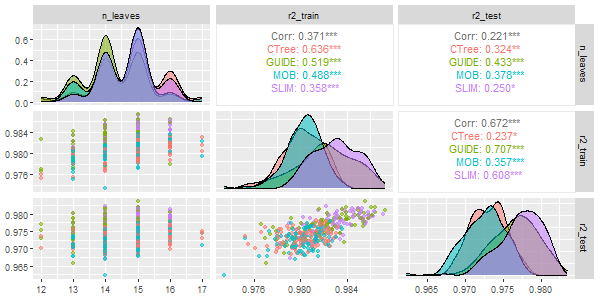 n_leaves
r2_train
r2_test
0.6
0.4
0.2
0.0
Corr: 0.371***
CTree: 0.636***
GUIDE: 0.519***
MOB: 0.488***
SLIM: 0.358***
Corr: 0.221***
CTree: 0.324**
GUIDE: 0.433***
MOB: 0.378***
SLIM: 0.250*
n_leaves
0.984
0.980
0.976
Corr: 0.672***
CTree: 0.237*
GUIDE: 0.707***
MOB: 0.357***
SLIM: 0.608***
r2_train
0.980
0.975
0.970
0.965
r2_test
12 13 14 15 16 17
0.976 0.980 0.984
0.965 0.970 0.975 0.980